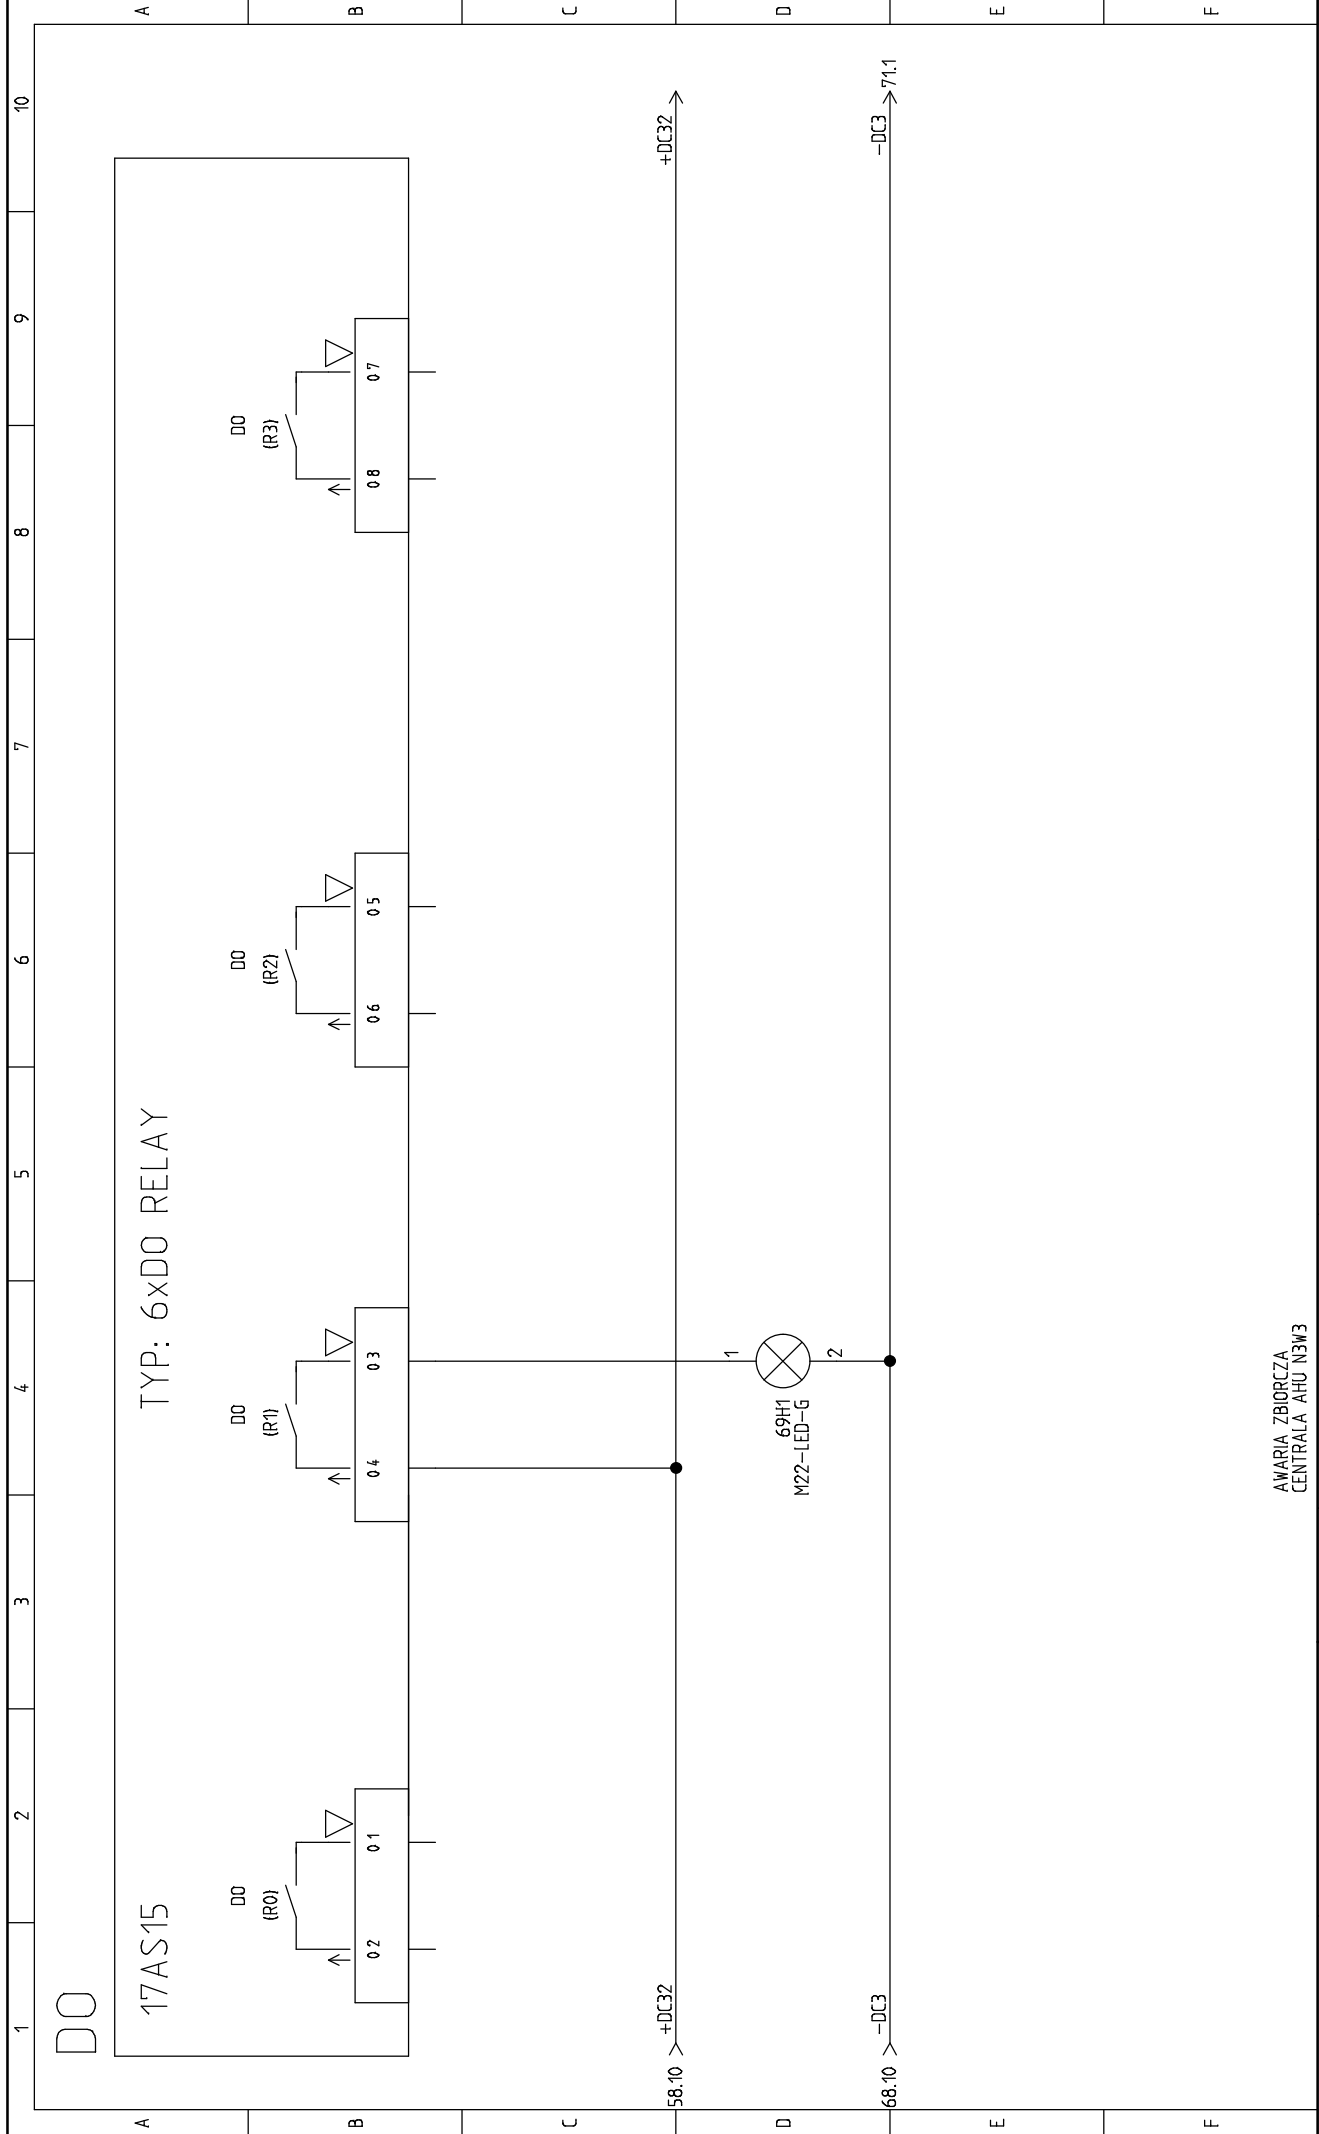 1 2 3 4 5 6 7 8 9 10
A A
B B
C C
D D
E E
F F
DO
17AS15
TYP: 6xDO RELAY
DO
(R0)
02 01
DO
(R1)
04 03
DO
(R2)
06 05
DO
(R3)
08 07
58.10 +DC32 +DC32
1
69H1
M22-LED-G
2
68.10 -DC3 -DC3 71.1
AWARIA ZBIORCZA
CENTRALA AHU N3W3